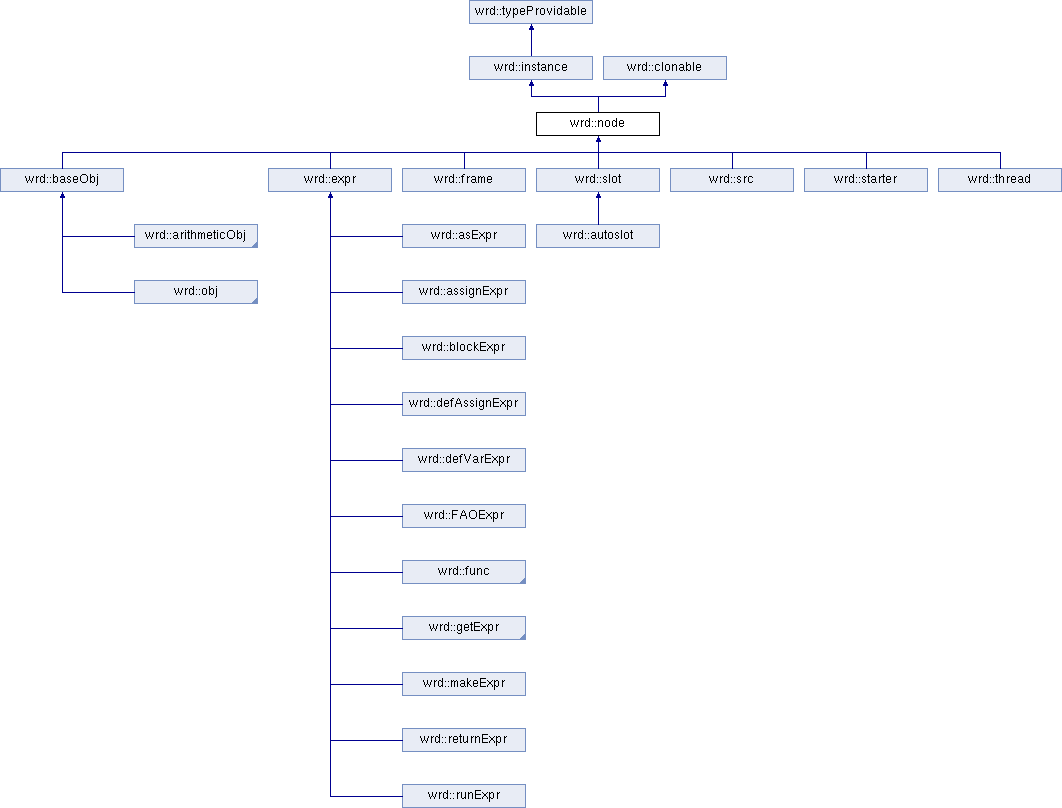 wrd::typeProvidable
wrd::instance
wrd::clonable
wrd::node
wrd::baseObj
wrd::expr
wrd::frame
wrd::slot
wrd::src
wrd::starter
wrd::thread
wrd::arithmeticObj
wrd::asExpr
wrd::autoslot
wrd::obj
wrd::assignExpr
wrd::blockExpr
wrd::defAssignExpr
wrd::defVarExpr
wrd::FAOExpr
wrd::func
wrd::getExpr
wrd::makeExpr
wrd::returnExpr
wrd::runExpr